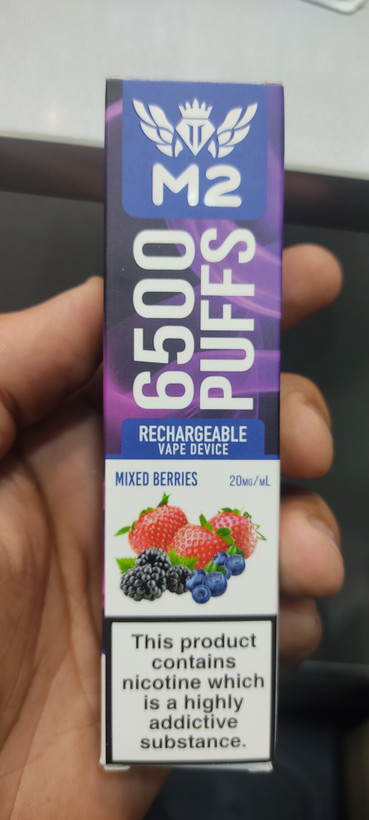 M2
6500
PUFFS
RECHARGEABLE
VAPE DEVICE
MIXED BERRIES 20MG/ML
This product
contains
nicotine which
is a highly
addictive
substance.